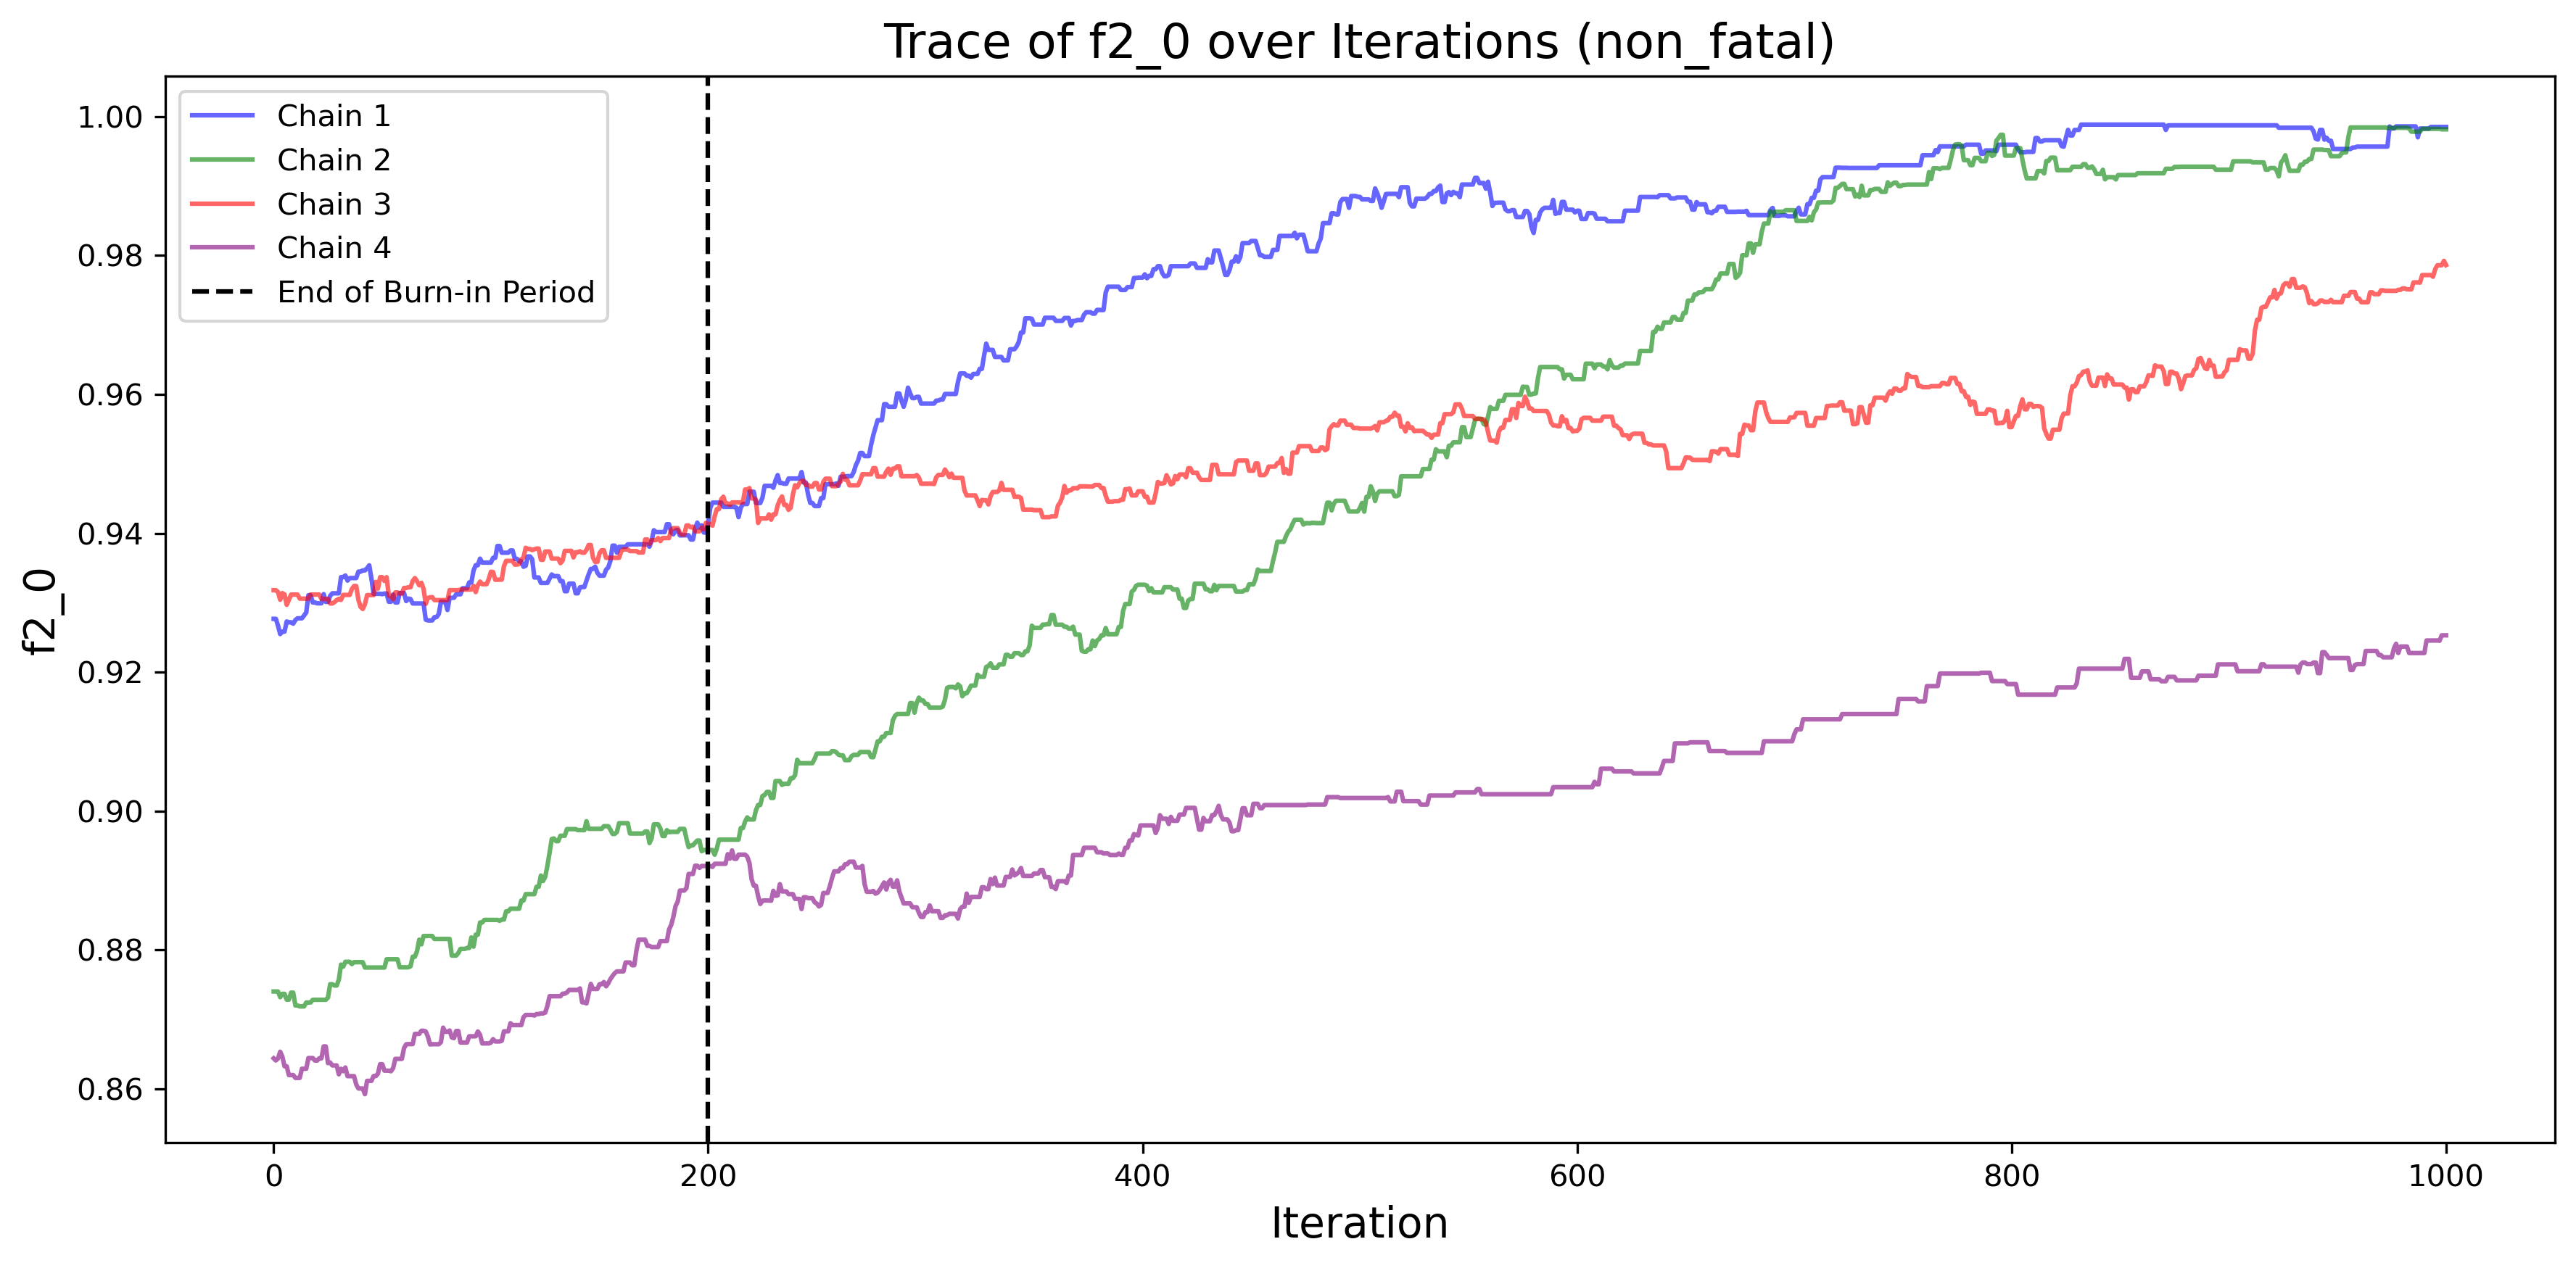 Trace of f2_0 over Iterations (non_fatal)
Chain 1
Chain 2
Chain 3
Chain 4
End of Burn-in Period
f2_0
1.00
0.98
0.96
0.94
0.92
0.90
0.88
0.86
0
200
400
600
800
1000
Iteration